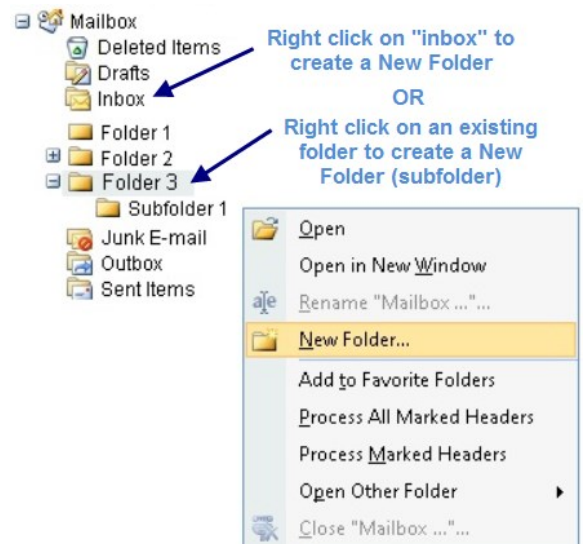 Mailbox
Deleted Items
Drafts
Inbox
Folder 1
Folder 2
Folder 3
Subfolder 1
Junk E-mail
Outbox
Sent Items
Right click on "inbox" to
create a New Folder
OR
Right click on an existing
folder to create a New
Folder (subfolder)
Open
Open in New Window
Rename "Mailbox ..."...
New Folder...
Add to Favorite Folders
Process All Marked Headers
Process Marked Headers
Open Other Folder
Close "Mailbox ..."...